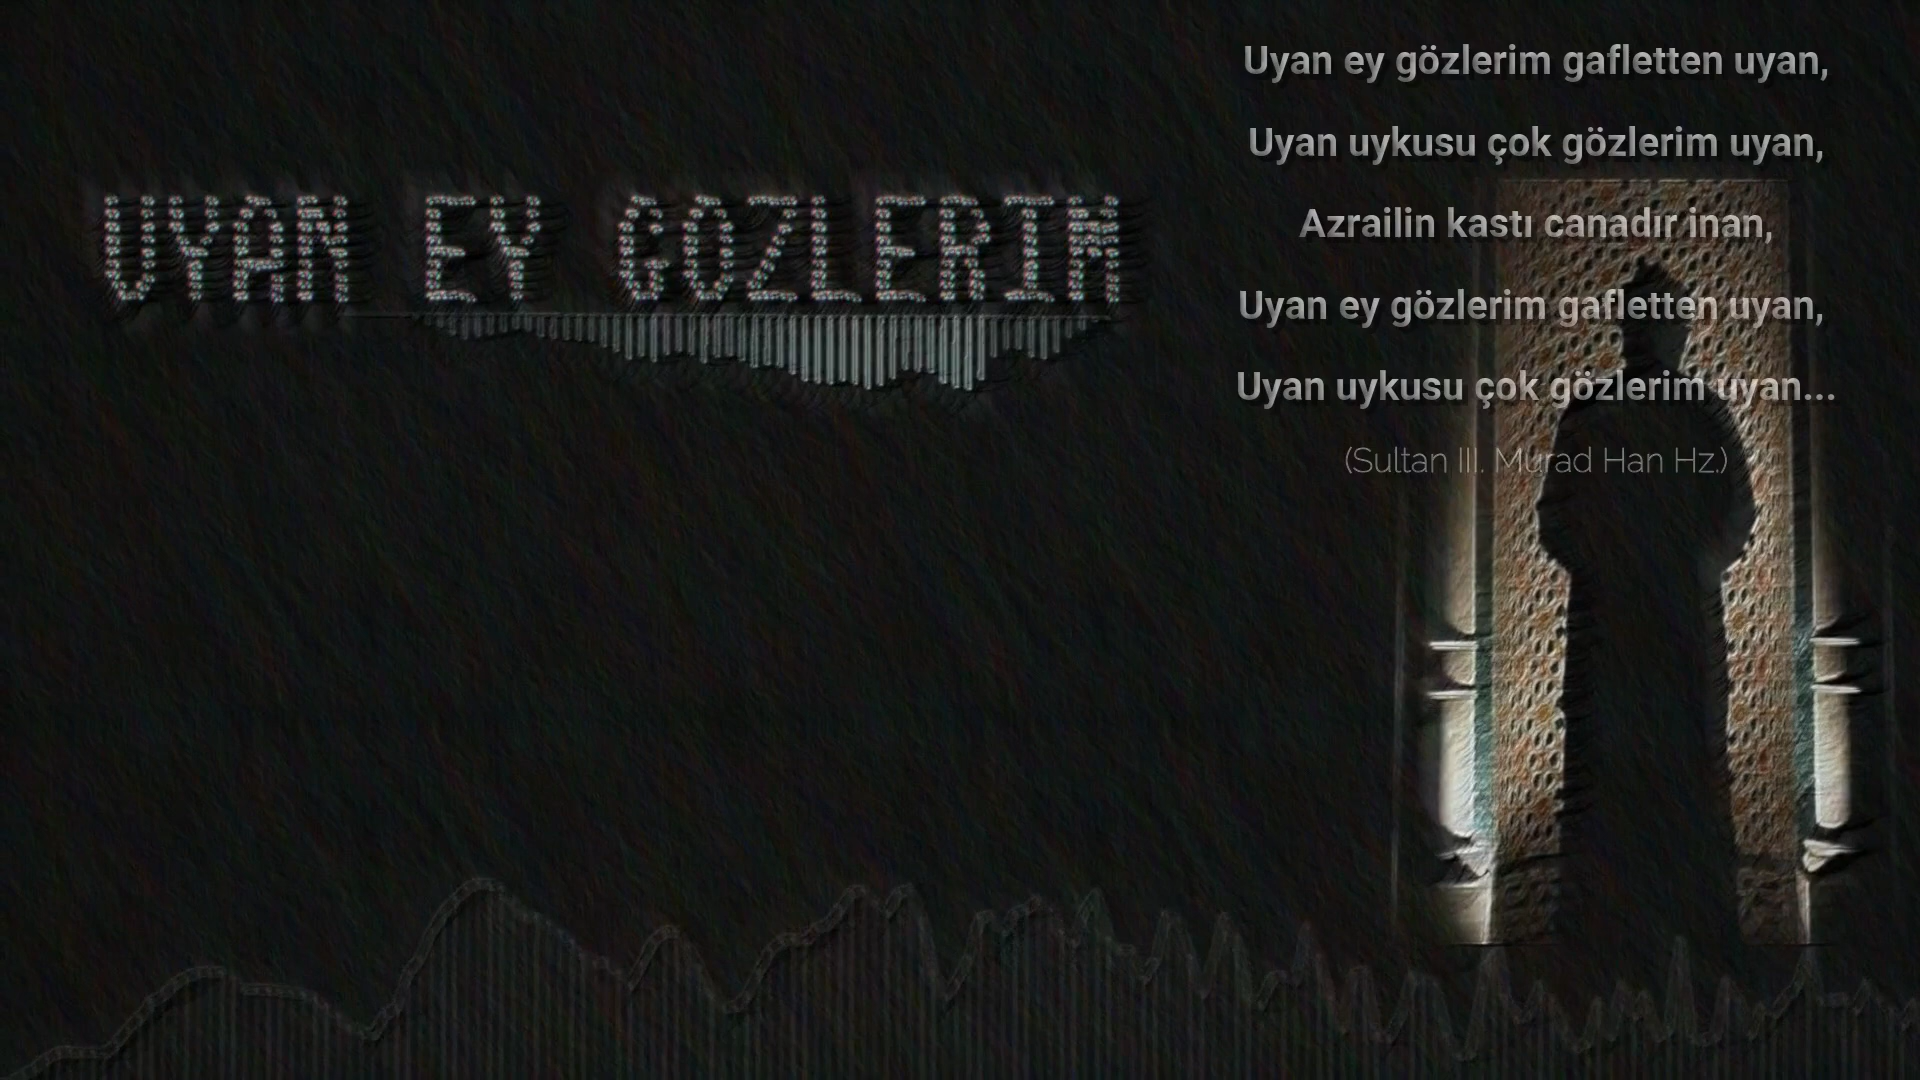 UYAN EY GOZLERIM
Uyan ey gözlerim gafletten uyan,
Uyan uykusu çok gözlerim uyan,
Azrailin kastı canadır inan,
Uyan ey gözlerim gafletten uyan,
Uyan uykusu çok gözlerim uyan...
(Sultan III. Murad Han Hz.)